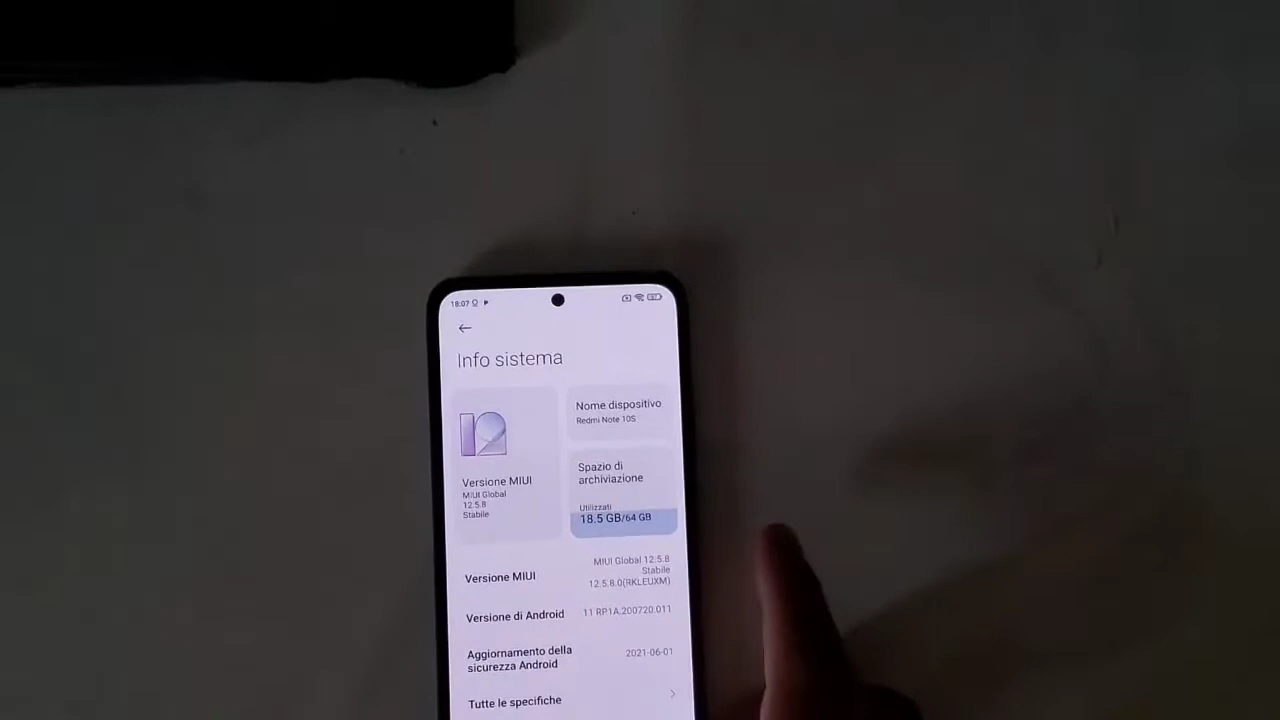 18:07
Info sistema
12
Versione MIUI
MIUI Global
12.5.8
Stabile
Nome dispositivo
Redmi Note 10S
Spazio di
archiviazione
Utilizzati
18.5 GB/64 GB
Versione MIUI
MIUI Global 12.5.8
Stabile
12.5.8.0(RKLEUXM)
Versione di Android
11 RP1A.200720.011
Aggiornamento della
sicurezza Android
2021-06-01
Tutte le specifiche